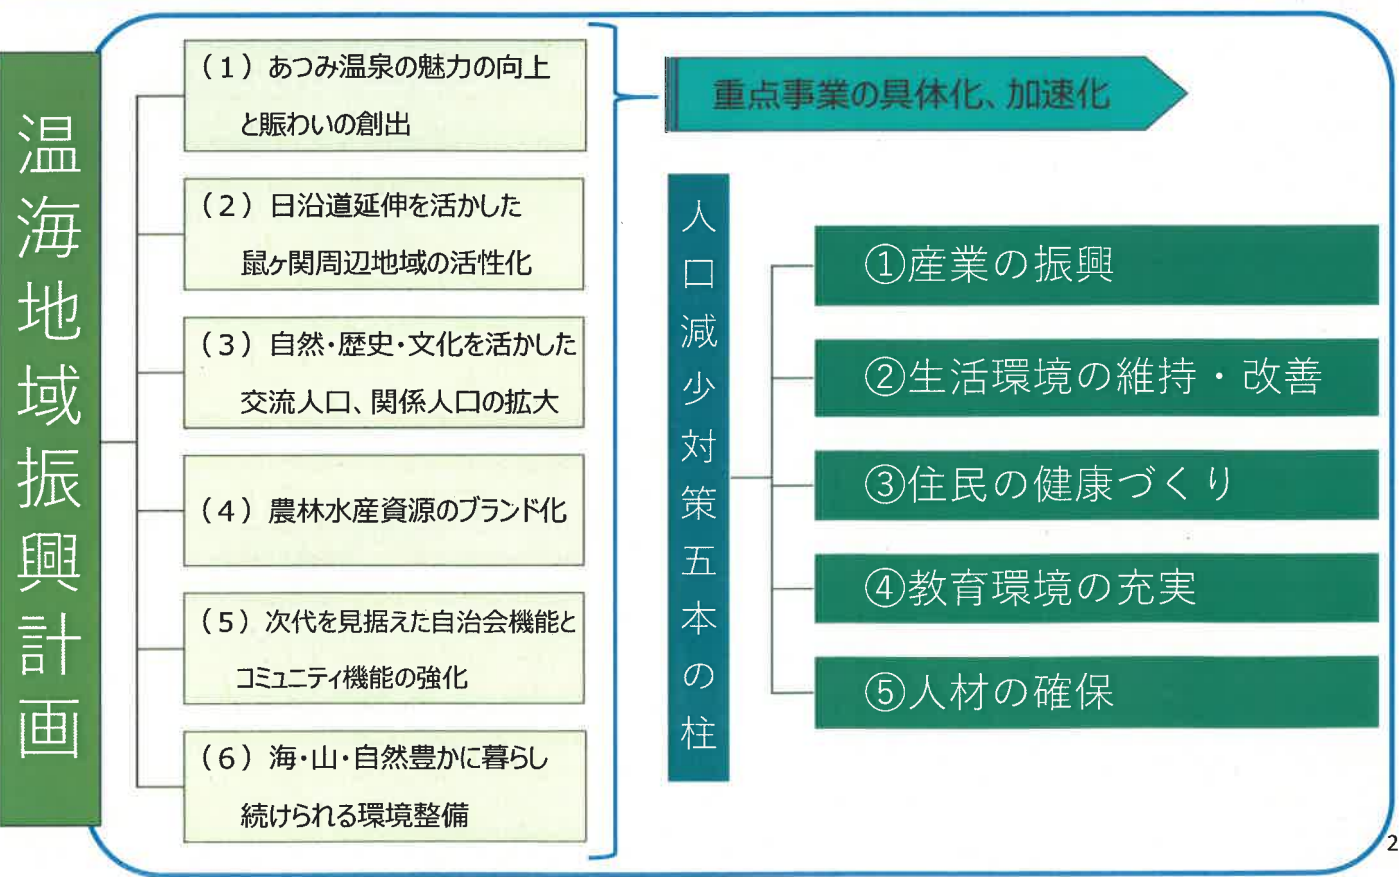 温海地域振興計画
（１）あつみ温泉の魅力の向上
と賑わいの創出
（２）日沿道延伸を活かした
鼠ヶ関周辺地域の活性化
（３）自然・歴史・文化を活かした
交流人口、関係人口の拡大
（４）農林水産資源のブランド化
（５）次代を見据えた自治会機能と
コミュニティ機能の強化
（６）海・山・自然豊かに暮らし
続けられる環境整備
重点事業の具体化、加速化
人口減少対策五本の柱
①産業の振興
②生活環境の維持・改善
③住民の健康づくり
④教育環境の充実
⑤人材の確保
2